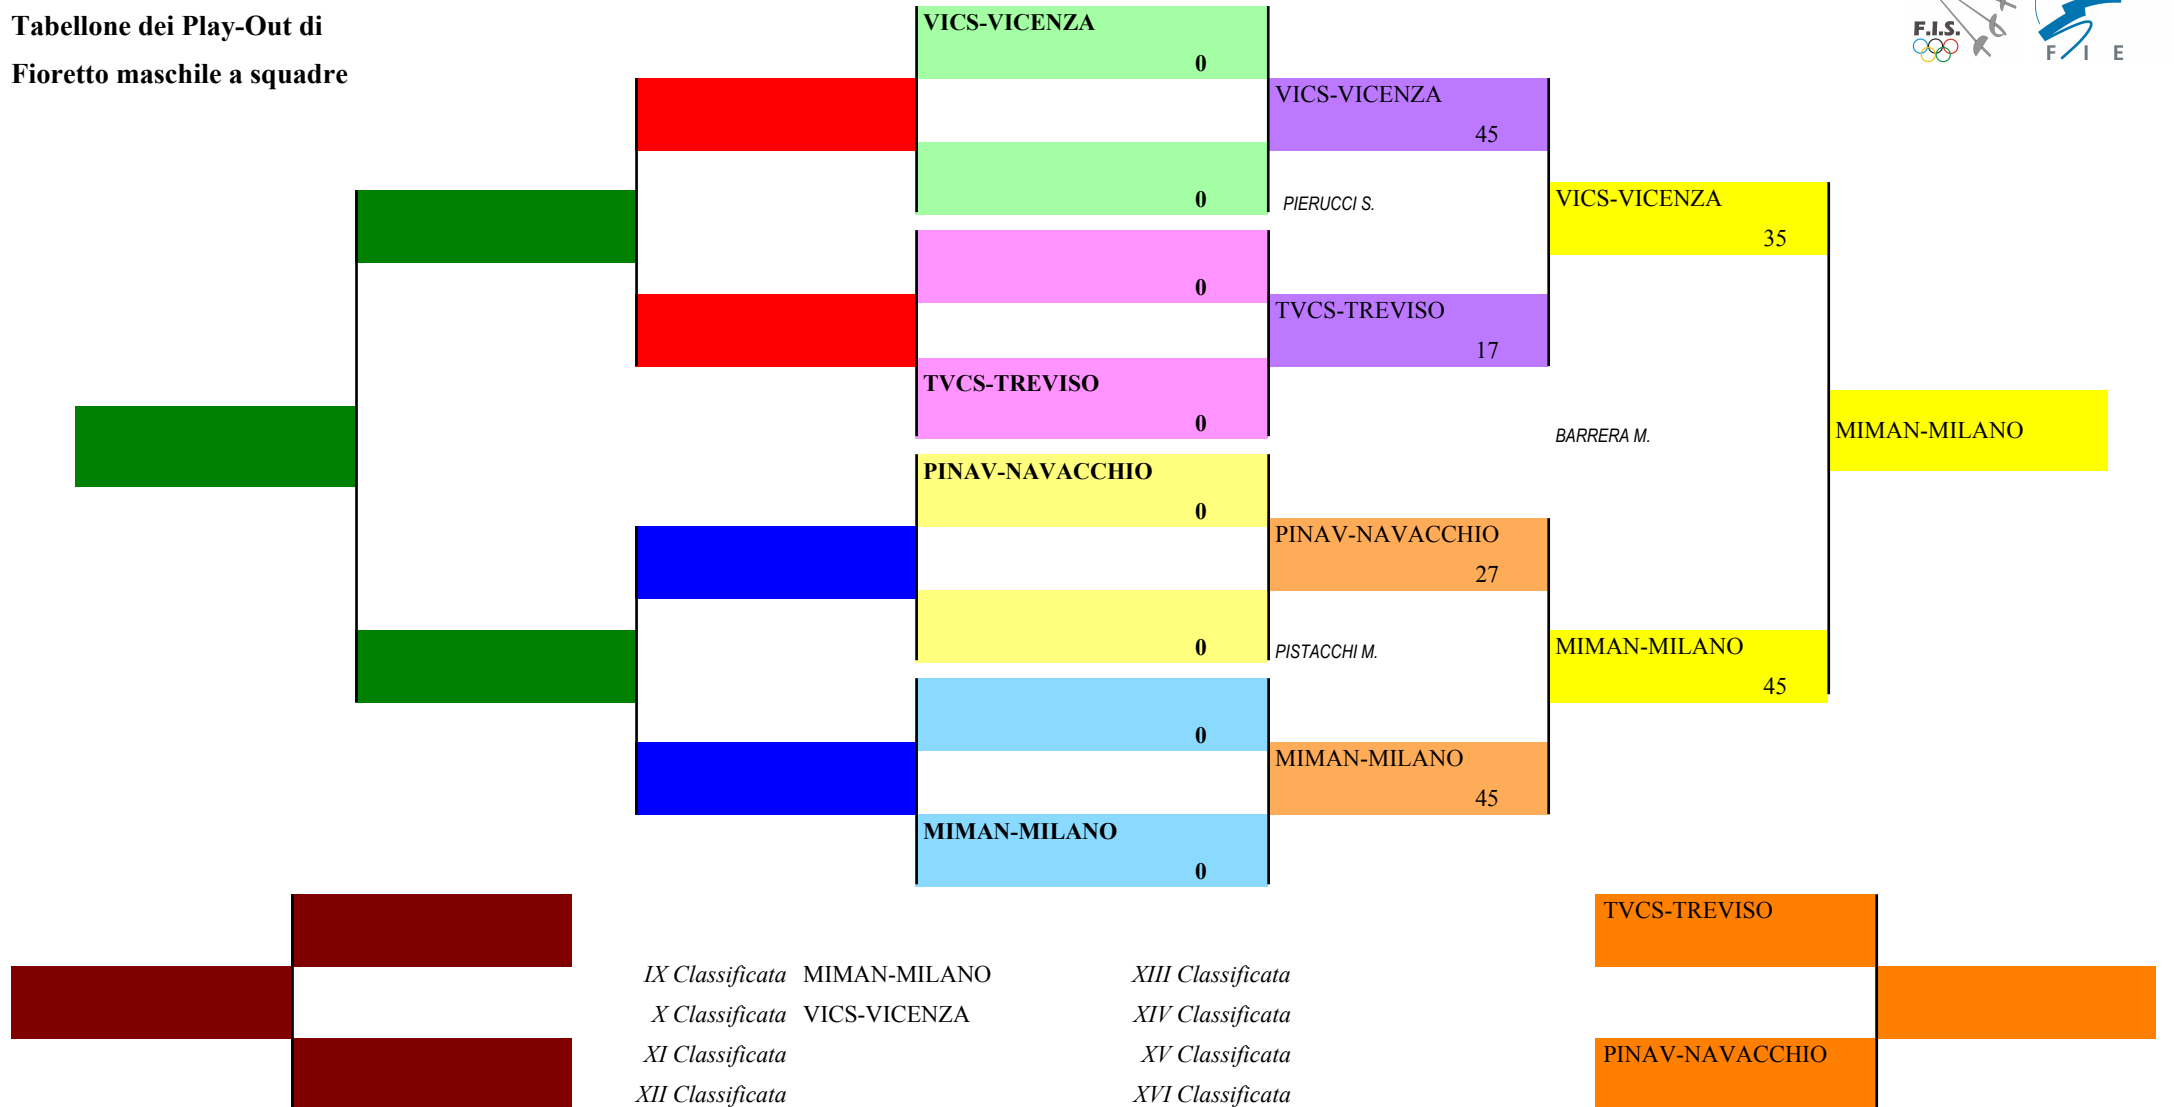 Tabellone dei Play-Out di
Fioretto maschile a squadre
F.I.S.
F I E
VICS-VICENZA
0
0
0
TVCS-TREVISO
0
PINAV-NAVACCHIO
0
0
0
MIMAN-MILANO
0
VICS-VICENZA
45
PIERUCCI S.
TVCS-TREVISO
17
PINAV-NAVACCHIO
27
PISTACCHI M.
MIMAN-MILANO
45
VICS-VICENZA
35
BARRERA M.
MIMAN-MILANO
45
MIMAN-MILANO
IX Classificata MIMAN-MILANO
X Classificata VICS-VICENZA
XI Classificata
XII Classificata
XIII Classificata
XIV Classificata
XV Classificata
XVI Classificata
TVCS-TREVISO
PINAV-NAVACCHIO